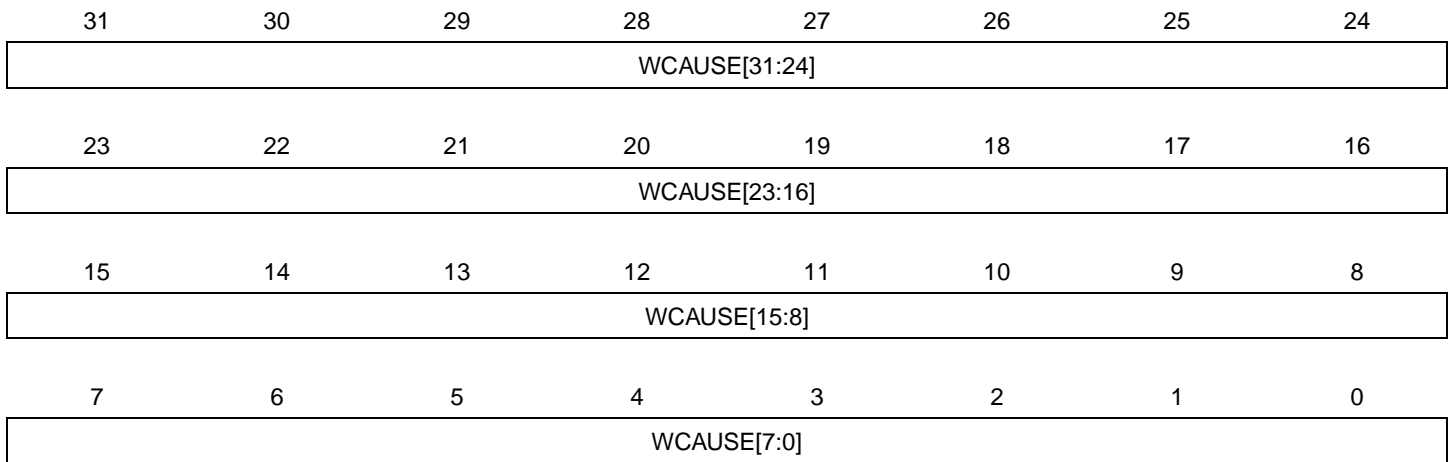 31 30 29 28 27 26 25 24
WCAUSE[31:24]
23 22 21 20 19 18 17 16
WCAUSE[23:16]
15 14 13 12 11 10 9 8
WCAUSE[15:8]
7 6 5 4 3 2 1 0
WCAUSE[7:0]